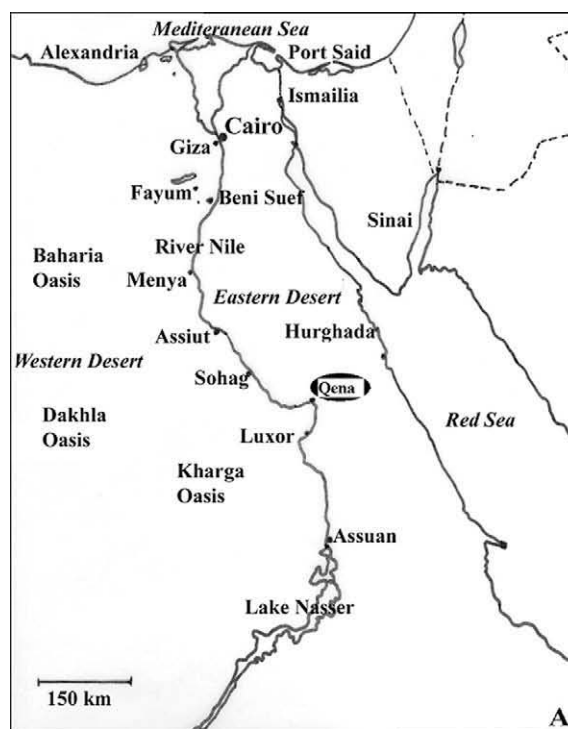 Mediteranean Sea
Alexandria
Port Said
Ismailia
Cairo
Giza
Fayum
Beni Suef
Sinai
River Nile
Baharia
Oasis
Menya
Eastern Desert
Hurghada
Assiut
Western Desert
Sohag
Qena
Dakhla
Oasis
Red Sea
Luxor
Kharga
Oasis
Assuan
Lake Nasser
150 km
A